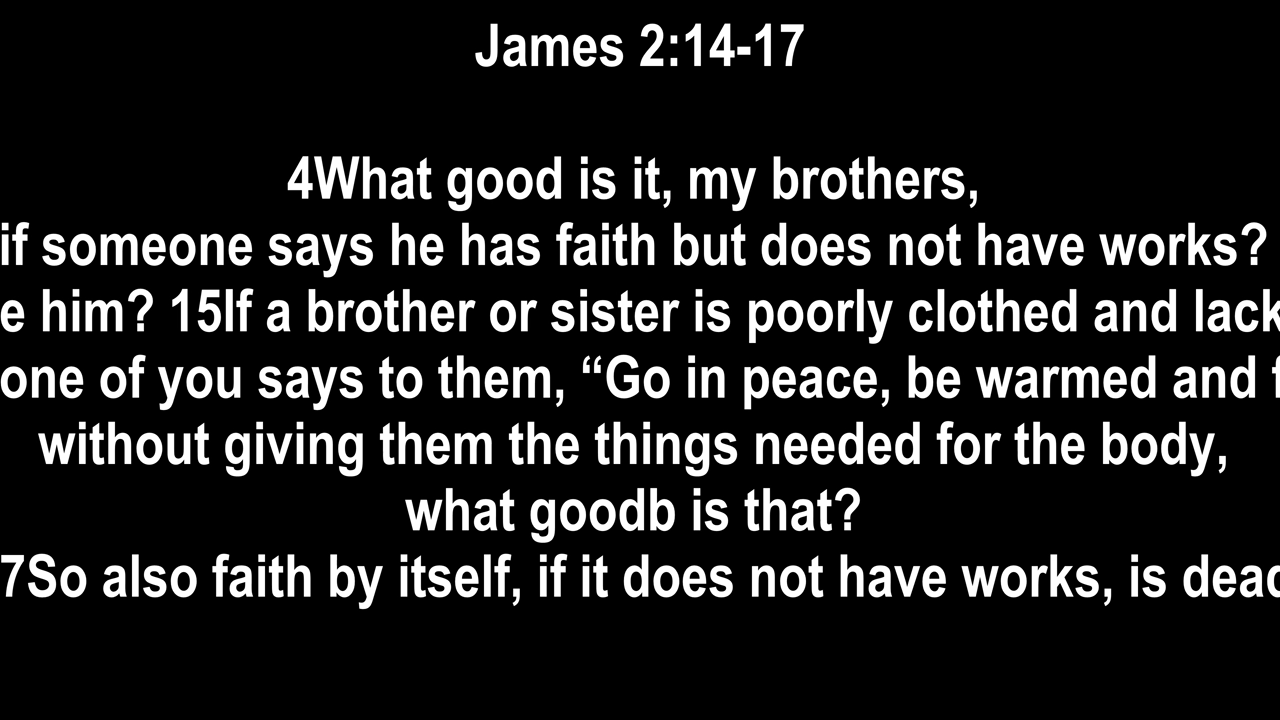 James 2:14-17
4What good is it, my brothers,
if someone says he has faith but does not have works?
e him? 15If a brother or sister is poorly clothed and lack
one of you says to them, “Go in peace, be warmed and f
without giving them the things needed for the body,
what goodb is that?
7So also faith by itself, if it does not have works, is dead